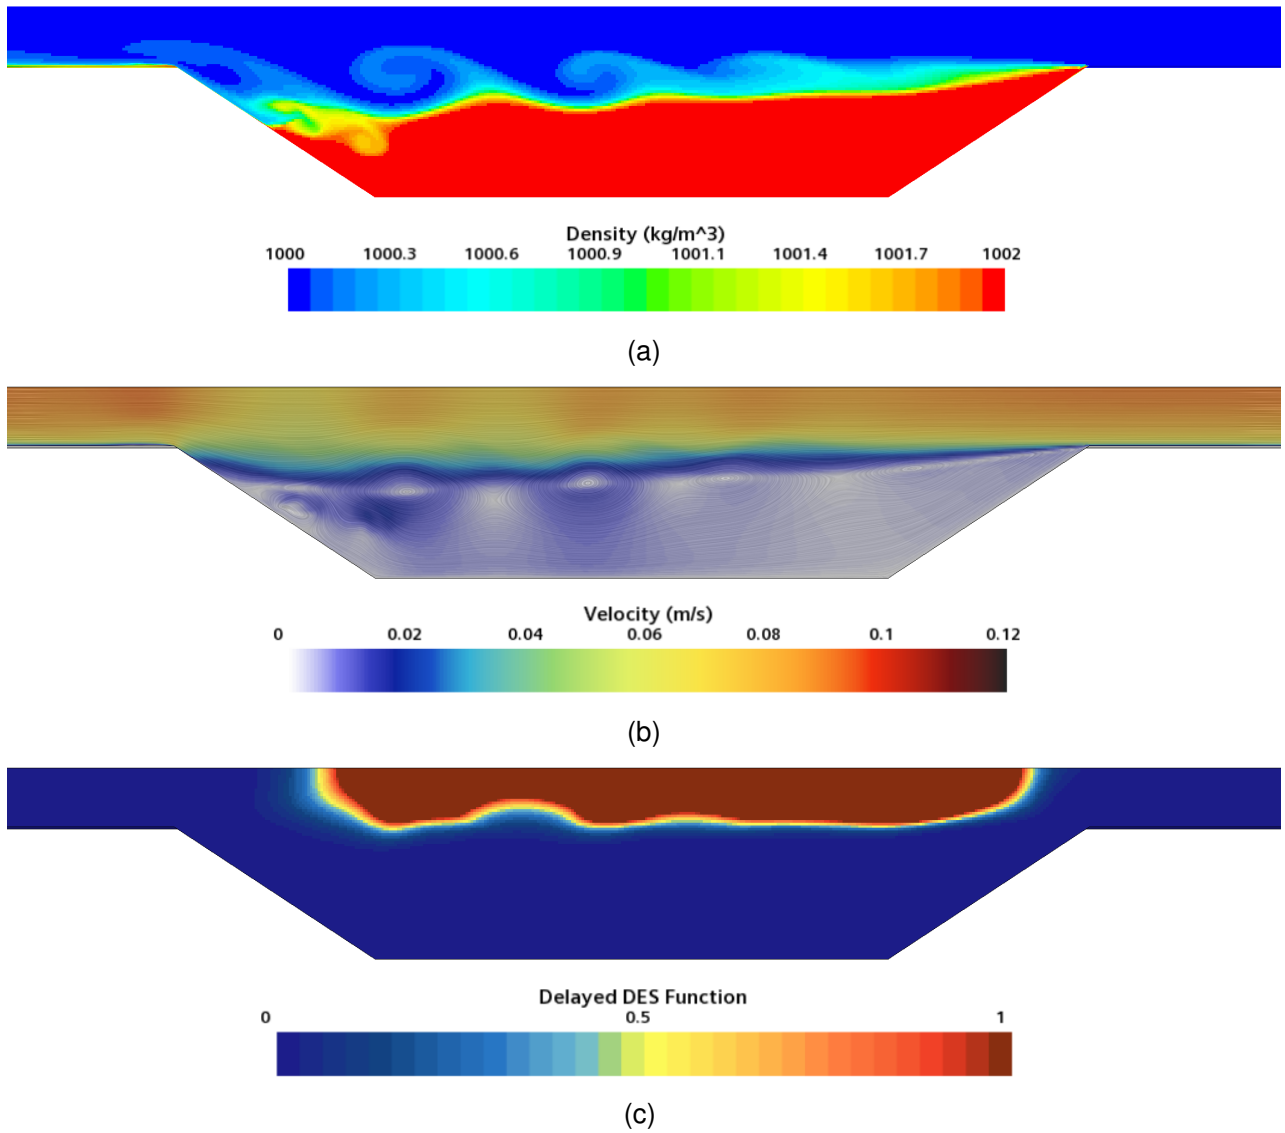 Density (kg/m^3)
1000 1000.3 1000.6 1000.9 1001.1 1001.4 1001.7 1002
(a)
Velocity (m/s)
0 0.02 0.04 0.06 0.08 0.1 0.12
(b)
Delayed DES Function
0 0.5 1
(c)